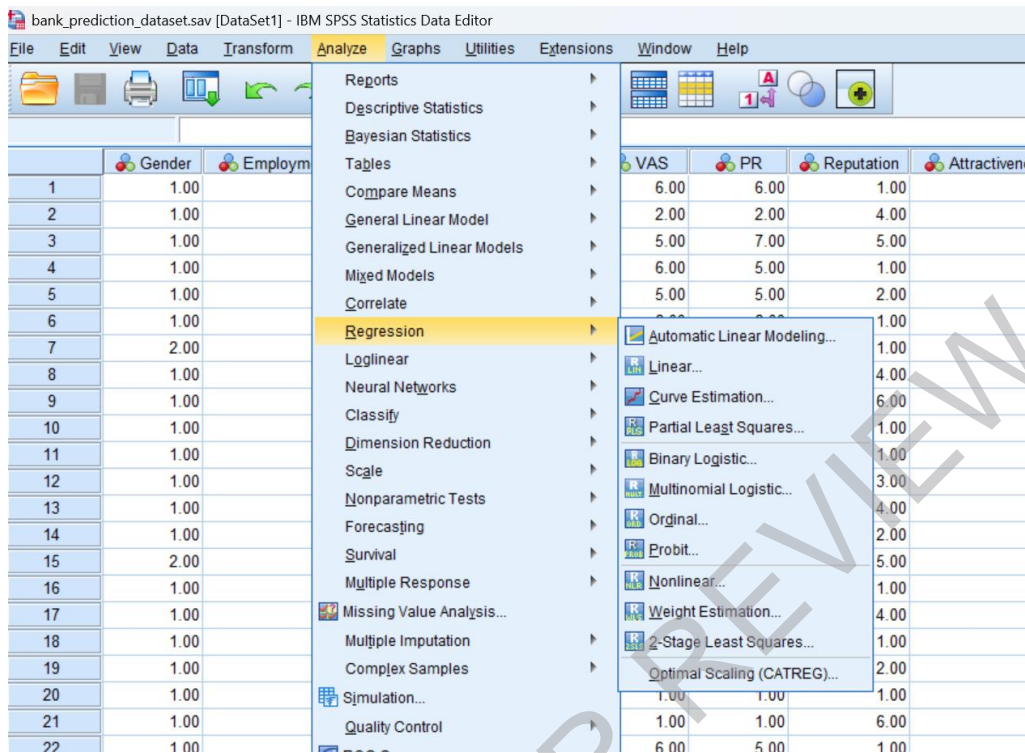 bank_prediction_dataset.sav [DataSet1] - IBM SPSS Statistics Data Editor
File Edit View Data Transform Analyze Graphs Utilities Extensions Window Help
Reports
Descriptive Statistics
Bayesian Statistics
Tables
Compare Means
General Linear Model
Generalized Linear Models
Mixed Models
Correlate
Regression
Loglinear
Neural Networks
Classify
Dimension Reduction
Scale
Nonparametric Tests
Forecasting
Survival
Multiple Response
Missing Value Analysis...
Multiple Imputation
Complex Samples
Simulation...
Quality Control
Automatic Linear Modeling...
Linear...
Curve Estimation...
Partial Least Squares...
Binary Logistic...
Multinomial Logistic...
Ordinal...
Probit...
Nonlinear...
Weight Estimation...
2-Stage Least Squares...
Optimal Scaling (CATREG)...
Gender Employm VAS PR Reputation Attractiven
1 1.00 6.00 6.00 1.00
2 1.00 2.00 2.00 4.00
3 1.00 5.00 7.00 5.00
4 1.00 6.00 5.00 1.00
5 1.00 5.00 5.00 2.00
6 1.00 1.00
7 2.00 1.00
8 1.00 4.00
9 1.00 6.00
10 1.00 1.00
11 1.00 1.00
12 1.00 3.00
13 1.00 4.00
14 1.00 2.00
15 2.00 5.00
16 1.00 1.00
17 1.00 4.00
18 1.00 1.00
19 1.00 2.00
20 1.00 1.00 1.00 1.00
21 1.00 1.00 1.00 6.00
22 1.00 6.00 5.00 1.00
REVIEW